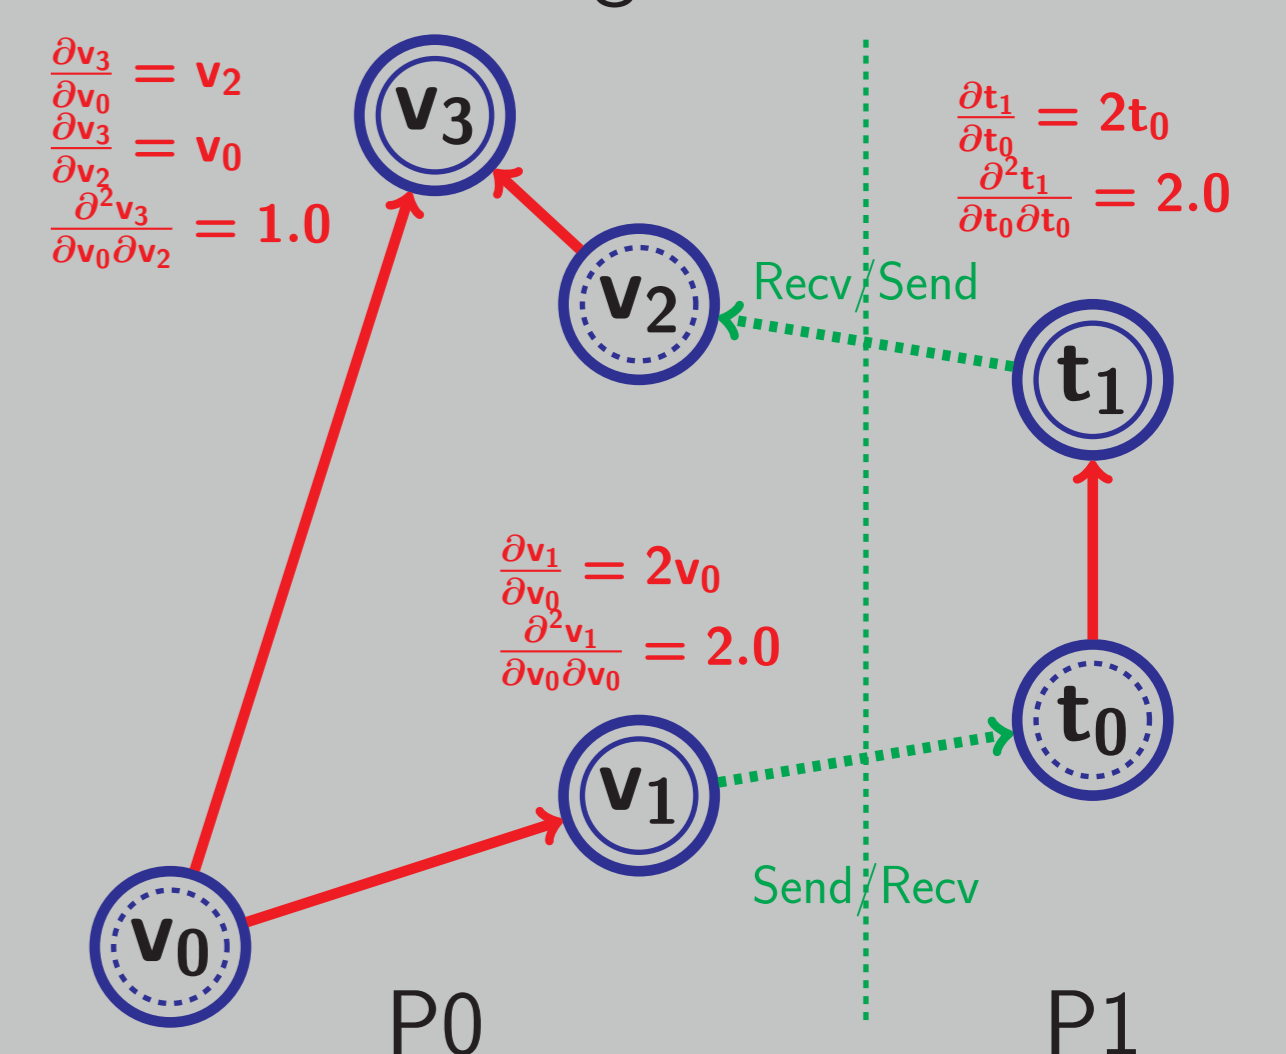 ∂v₃/∂v₀ = v₂
∂v₃/∂v₂ = v₀
∂²v₃/∂v₀∂v₂ = 1.0
v₃
∂t₁/∂t₀ = 2t₀
∂²t₁/∂t₀∂t₀ = 2.0
v₂
Recv/Send
t₁
∂v₁/∂v₀ = 2v₀
∂²v₁/∂v₀∂v₀ = 2.0
v₁
t₀
Send/Recv
v₀
P0
P1